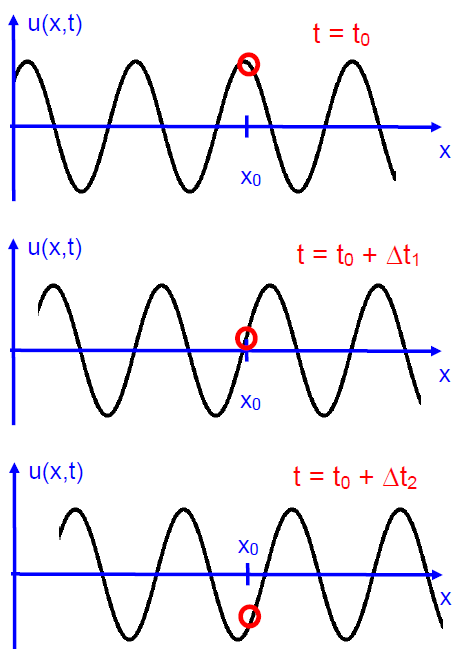 u(x,t)
t = t₀
x
x₀
u(x,t)
t = t₀ + Δt₁
x
x₀
u(x,t)
t = t₀ + Δt₂
x₀
x